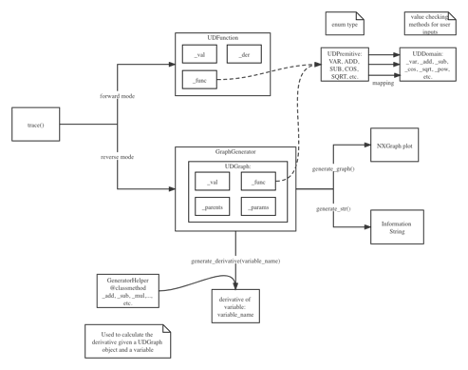 UDFunction
_val
_der
_func
enum type
value checking
methods for user
inputs
UDPremitive:
VAR, ADD,
SUB, COS,
SQRT, etc.
mapping
UDDomain:
_var, _add, _sub,
_cos, _sqrt, _pow,
etc.
trace()
forward mode
reverse mode
GraphGenerator
UDGraph
_val
_func
_parents
_params
generate_graph()
NXGraph plot
generate_str()
Information
String
generate_derivative(variable_name)
GeneratorHelper
@classmethod
_add, _sub, _mul,...,
etc.
derivative of
variable:
variable_name
Used to calculate the
derivative given a UDGraph
object and a variable